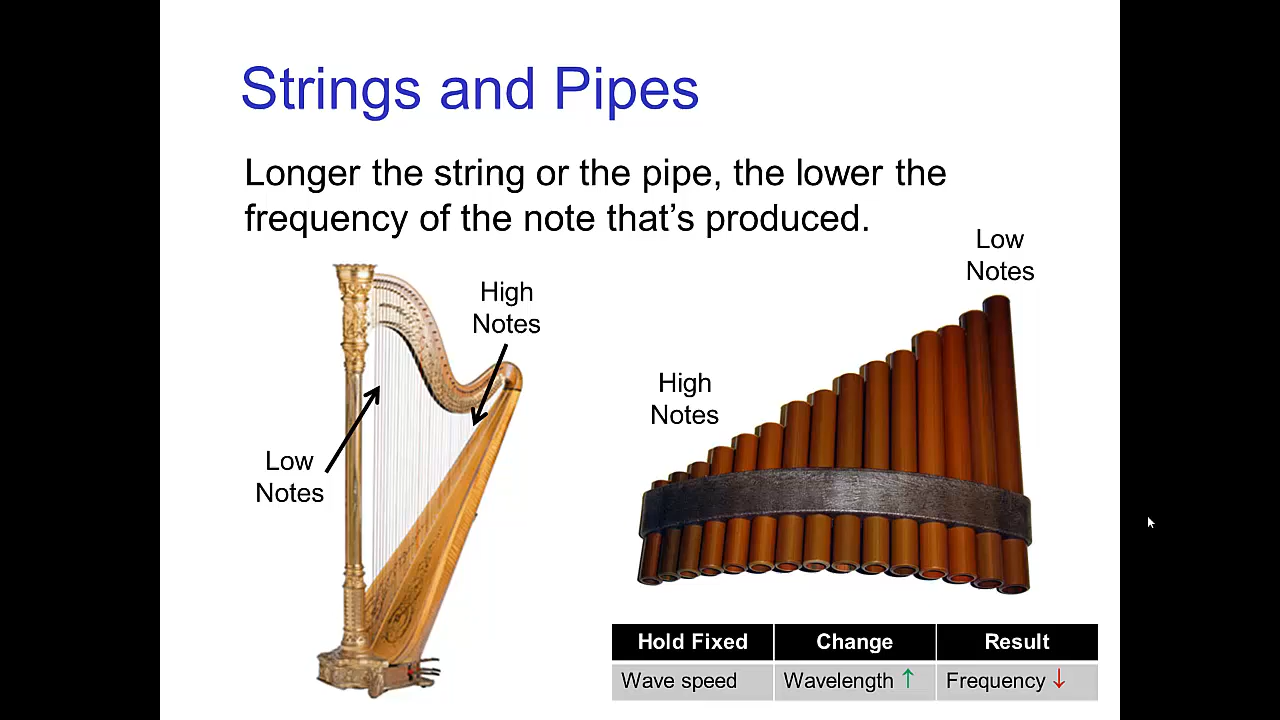 Strings and Pipes
Longer the string or the pipe, the lower the
frequency of the note that’s produced.
Low
Notes
High
Notes
High
Notes
Low
Notes
Hold Fixed Change Result
Wave speed Wavelength ↑ Frequency ↓